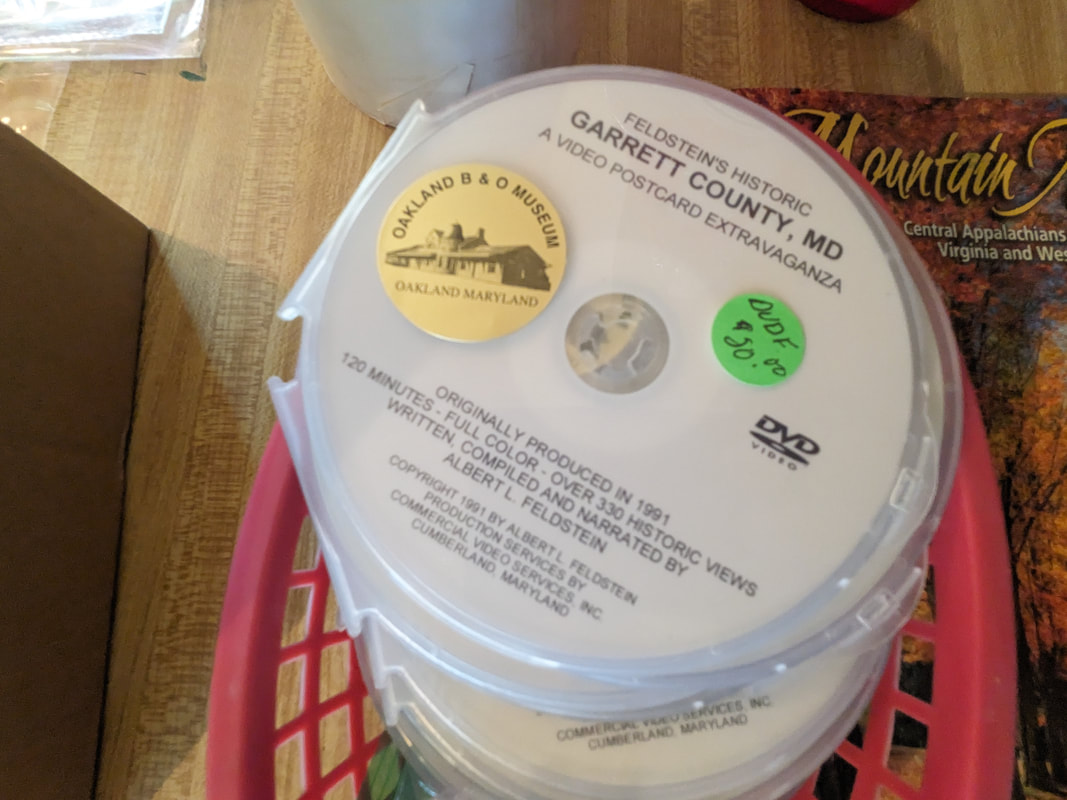 FELDSTEIN'S HISTORIC
GARRETT COUNTY, MD
A VIDEO POSTCARD EXTRAVAGANZA
OAKLAND B & O MUSEUM
OAKLAND MARYLAND
DVDF
$20.00
DVD
VIDEO
ORIGINALLY PRODUCED IN 1991
120 MINUTES - FULL COLOR - OVER 330 HISTORIC VIEWS
WRITTEN, COMPILED AND NARRATED BY
ALBERT L. FELDSTEIN
COPYRIGHT 1991 BY ALBERT L. FELDSTEIN
PRODUCTION SERVICES BY
COMMERCIAL VIDEO SERVICES, INC.
CUMBERLAND, MARYLAND
COMMERCIAL VIDEO SERVICES, INC.
CUMBERLAND, MARYLAND
Mountain
Central Appalachians
Virginia and Wes